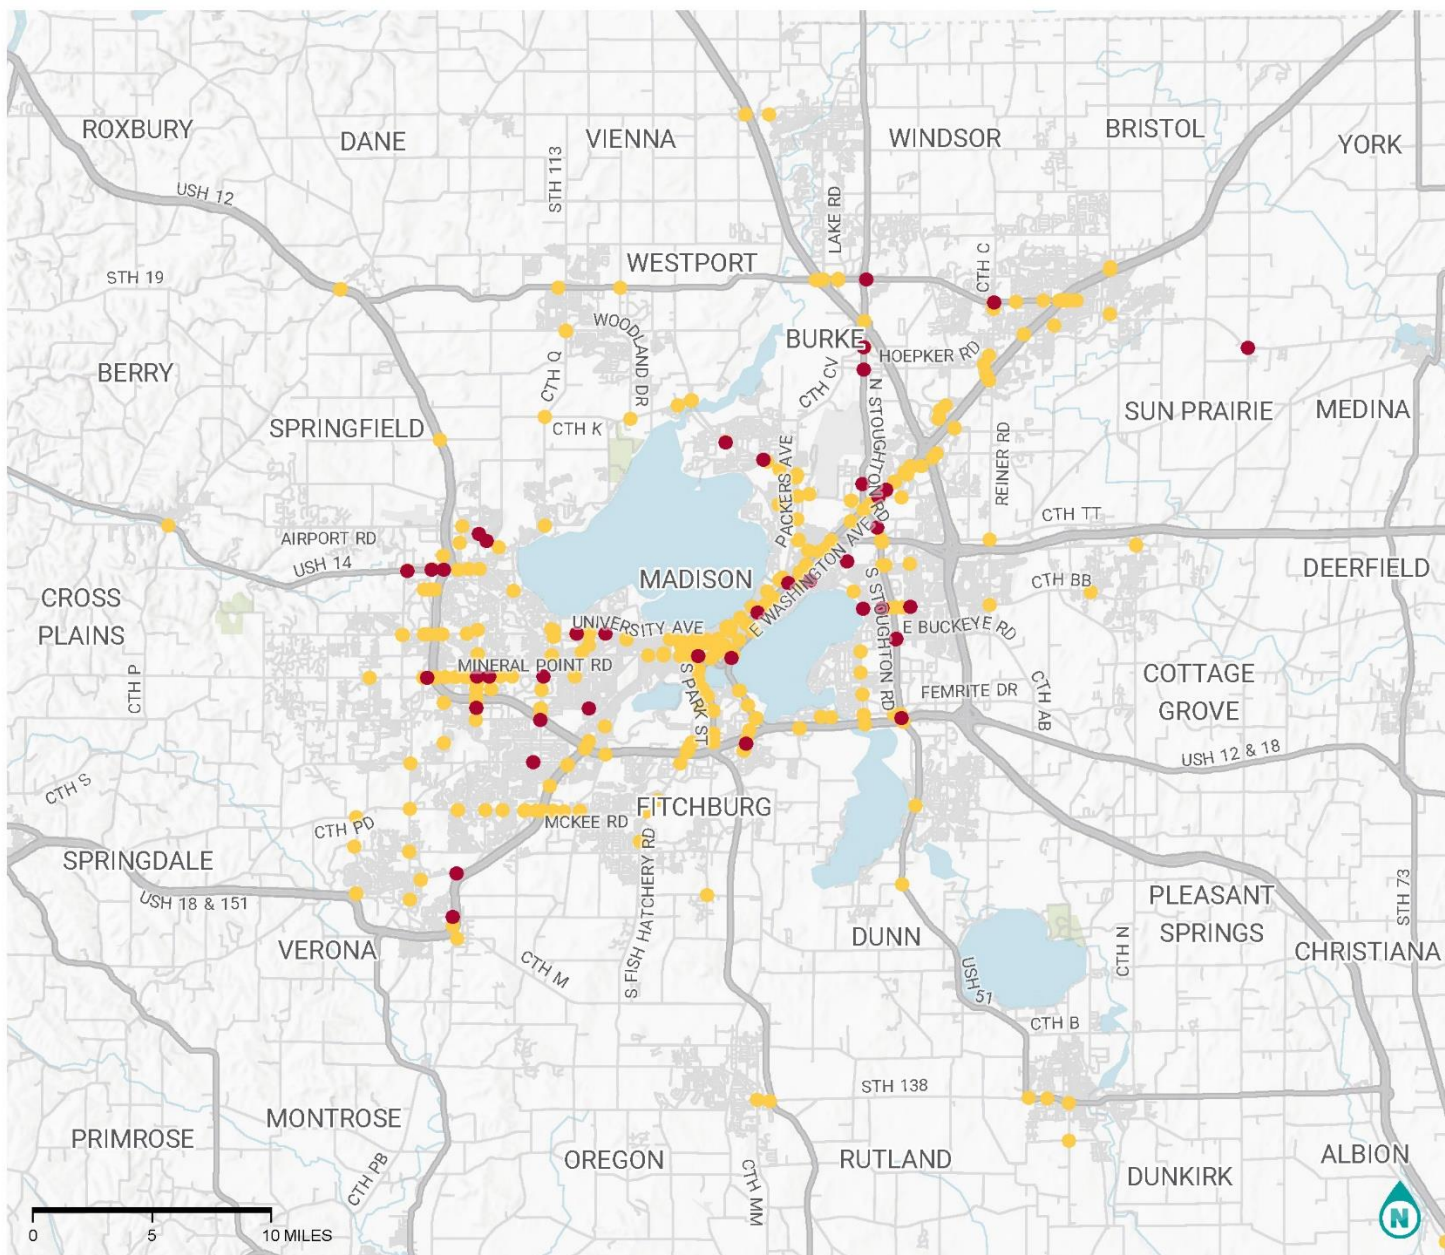 ROXBURY
DANE
VIENNA
WINDSOR
BRISTOL
YORK
STH 113
USH 12
LAKE RD
CTH C
WESTPORT
STH 19
WOODLAND DR
BURKE
HOEPKER RD
CTH Q
CTH CV
BERRY
N STOUGHTON RD
SPRINGFIELD
CTH K
SUN PRAIRIE
MEDINA
PACKERS AVE
REINER RD
CTH TT
AIRPORT RD
USH 14
MADISON
E WASHINGTON AVE
DEERFIELD
CTH BB
CROSS
PLAINS
UNIVERSITY AVE
S STOUGHTON RD
E BUCKEYE RD
MINERAL POINT RD
CTH P
S PARK ST
FEMRITE DR
CTH AB
COTTAGE
GROVE
USH 12 & 18
CTH S
FITCHBURG
MCKEE RD
CTH PD
SPRINGDALE
S FISH HATCHERY RD
USH 18 & 151
PLEASANT
SPRINGS
STH 73
VERONA
DUNN
CTH N
CHRISTIANA
CTH M
USH 51
CTH B
STH 138
MONTROSE
PRIMROSE
CTH PB
OREGON
CTH MM
RUTLAND
DUNKIRK
ALBION
0 5 10 MILES
N